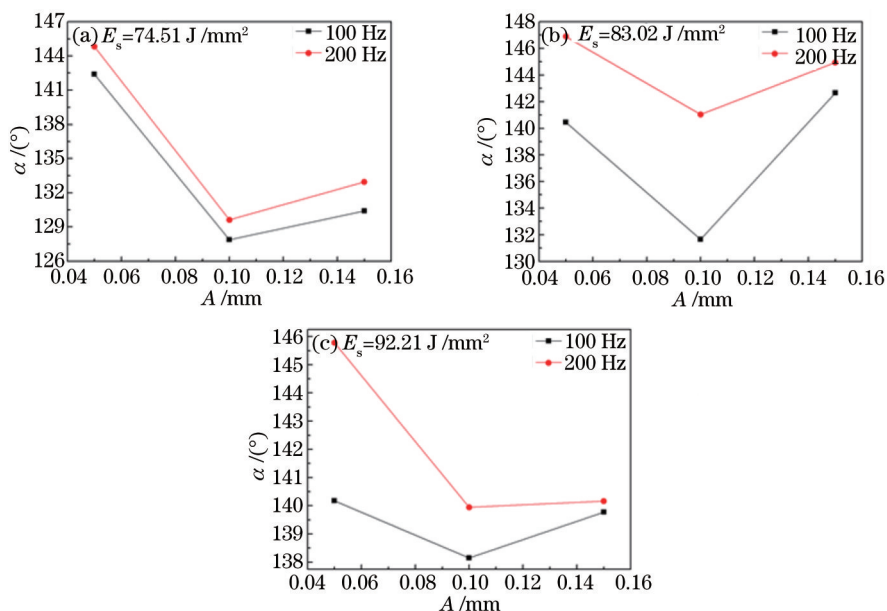 (a) Es=74.51 J/mm²
100 Hz
200 Hz
147
144
141
138
135
132
129
126
α/(°)
0.04 0.06 0.08 0.10 0.12 0.14 0.16
A/mm
(b) Es=83.02 J/mm²
100 Hz
200 Hz
148
146
144
142
140
138
136
134
132
130
α/(°)
0.04 0.06 0.08 0.10 0.12 0.14 0.16
A/mm
(c) Es=92.21 J/mm²
100 Hz
200 Hz
146
145
144
143
142
141
140
139
138
α/(°)
0.04 0.06 0.08 0.10 0.12 0.14 0.16
A/mm